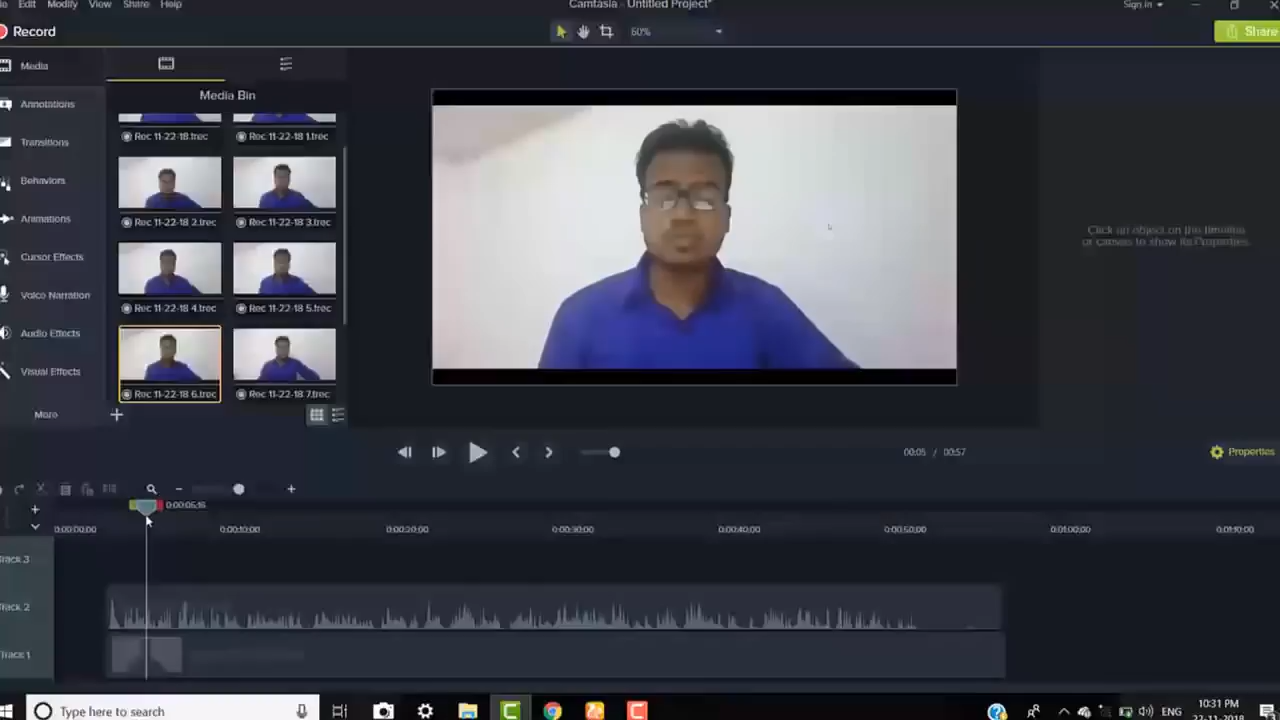 Edit Modify View Share Help
Camtasia - Untitled Project*
Sign In
Record
60%
Share
Media
Annotations
Transitions
Behaviors
Animations
Cursor Effects
Voice Narration
Audio Effects
Visual Effects
More
Media Bin
Rec 11-22-18.trec
Rec 11-22-18 1.trec
Rec 11-22-18 2.trec
Rec 11-22-18 3.trec
Rec 11-22-18 4.trec
Rec 11-22-18 5.trec
Rec 11-22-18 6.trec
Rec 11-22-18 7.trec
Click an object on the timeline
or canvas to show its Properties.
00:05 / 00:57
Properties
0:00:05;15
0:00:00;00
0:00:10;00
0:00:20;00
0:00:30;00
0:00:40;00
0:00:50;00
0:01:00;00
0:01:10;00
Track 3
Track 2
Track 1
Type here to search
ENG
10:31 PM
22-11-2018